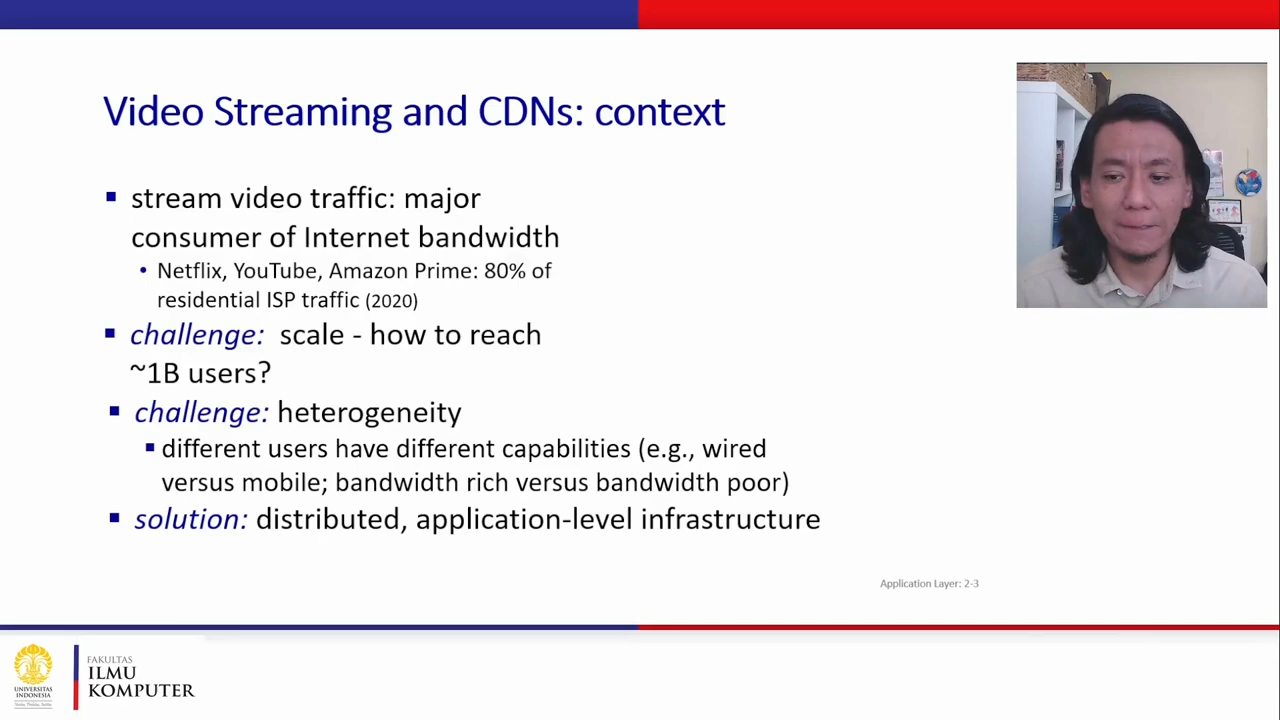 Video Streaming and CDNs: context
▪ stream video traffic: major
consumer of Internet bandwidth
• Netflix, YouTube, Amazon Prime: 80% of
residential ISP traffic (2020)
▪ challenge: scale - how to reach
~1B users?
▪ challenge: heterogeneity
▪ different users have different capabilities (e.g., wired
versus mobile; bandwidth rich versus bandwidth poor)
▪ solution: distributed, application-level infrastructure
Application Layer: 2-3
UNIVERSITAS
INDONESIA
FAKULTAS
ILMU
KOMPUTER